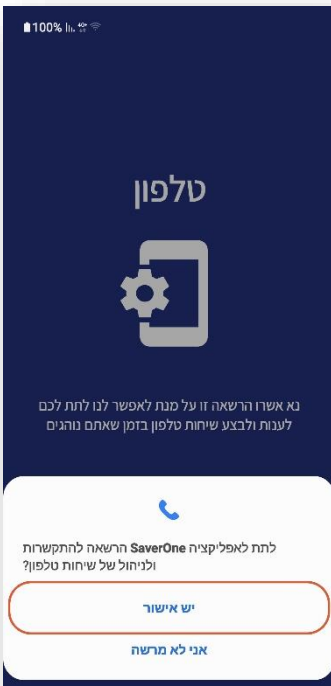 100%
טלפון
נא אשרו הרשאה זו על מנת לאפשר לנו לתת לכם
לענות ולבצע שיחות טלפון בזמן שאתם נוהגים
לתת לאפליקציה SaverOne הרשאה להתקשרות
ולניהול של שיחות טלפון?
יש אישור
אני לא מרשה